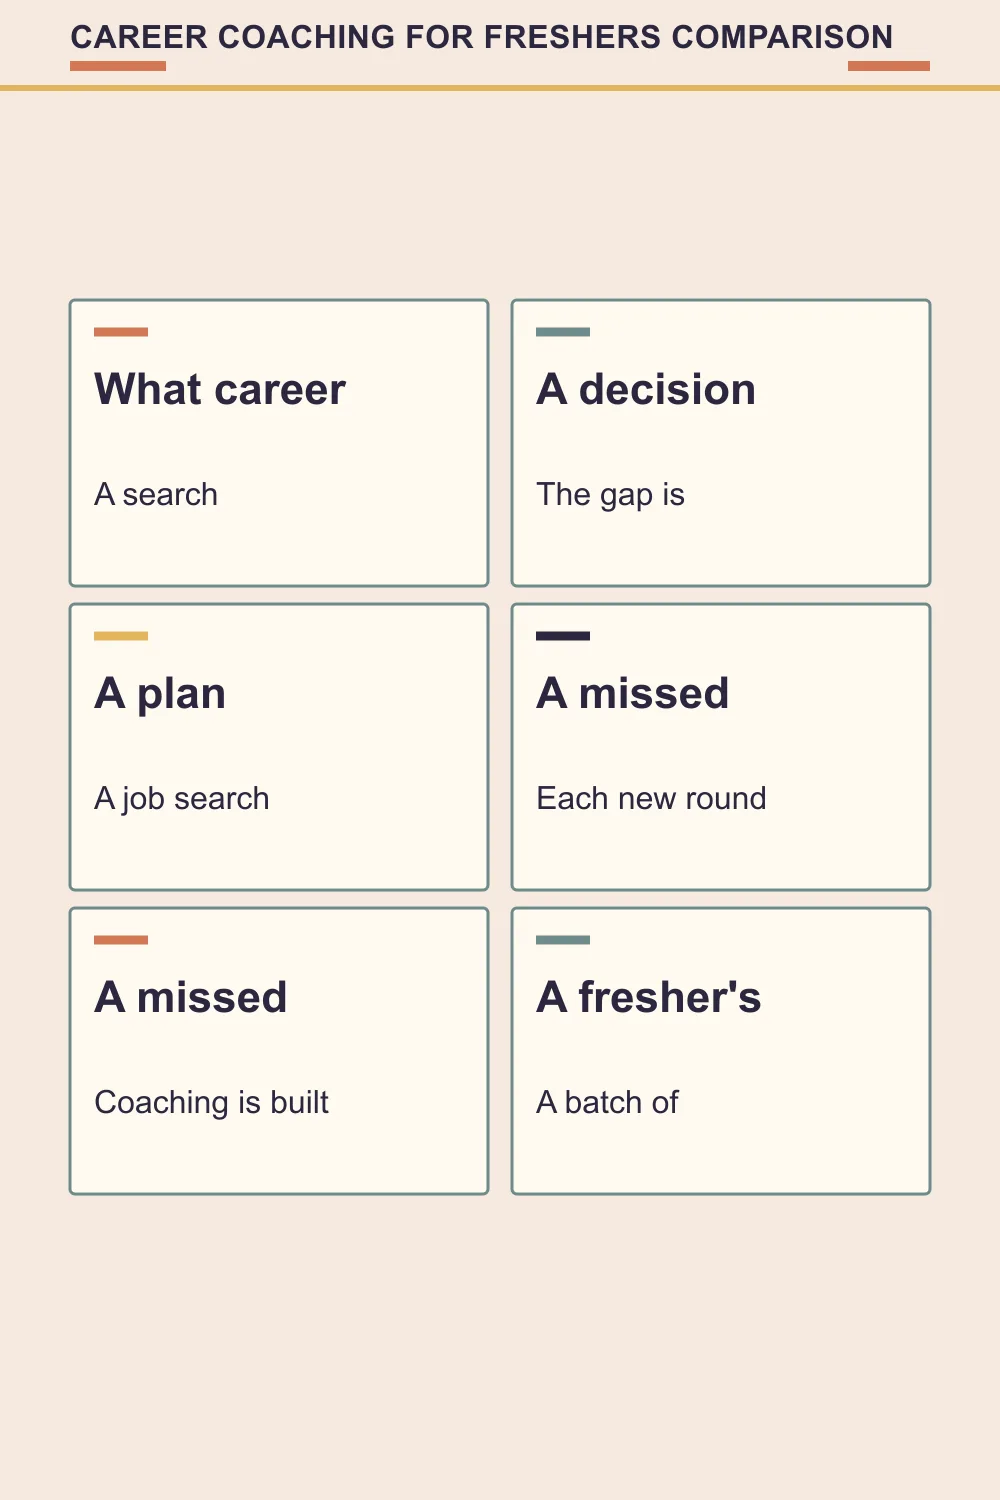 CAREER COACHING FOR FRESHERS COMPARISON
What career
A search
A decision
The gap is
A plan
A job search
A missed
Each new round
A missed
Coaching is built
A fresher's
A batch of